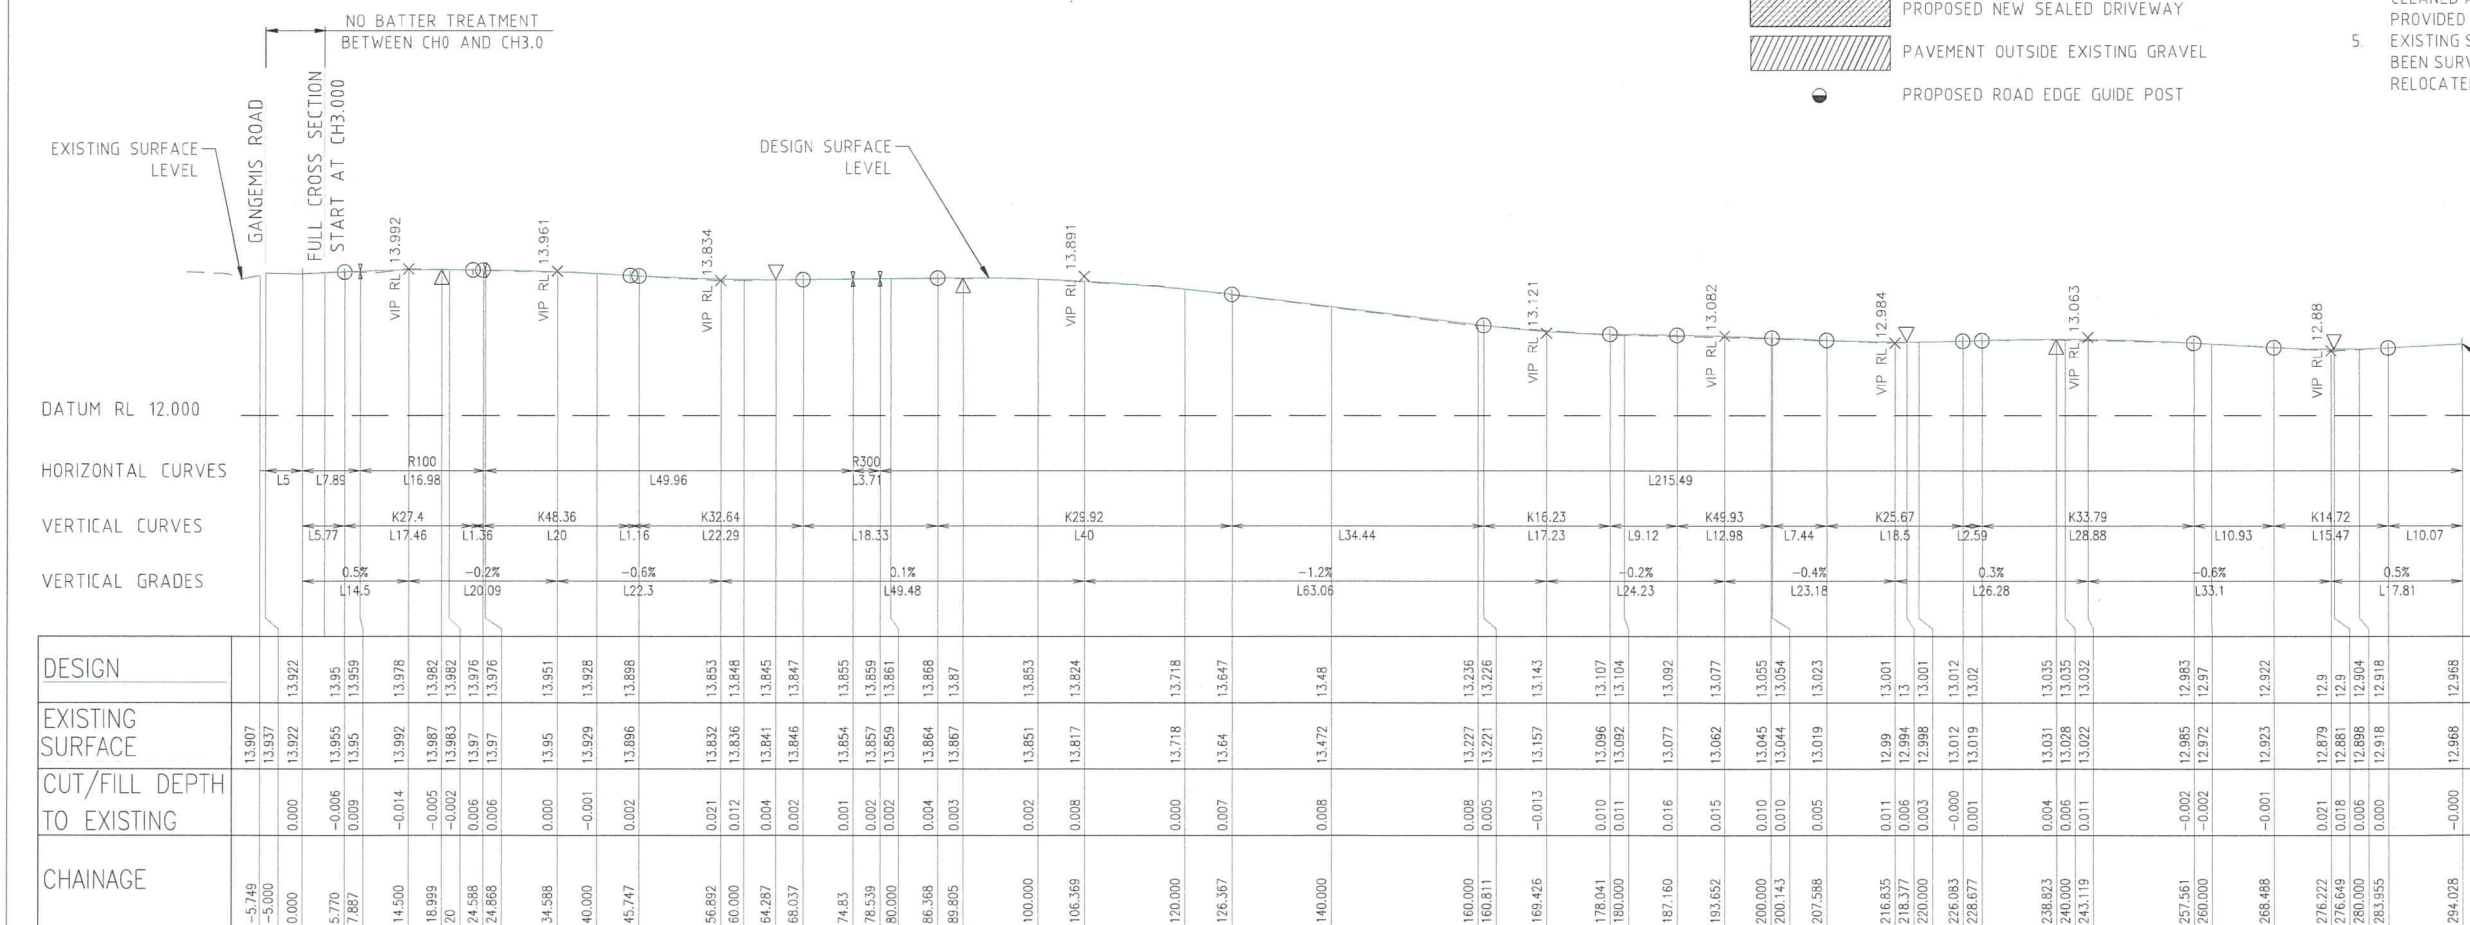 NO BATTER TREATMENT
BETWEEN CH0 AND CH3.0
PROPOSED NEW SEALED DRIVEWAY
PAVEMENT OUTSIDE EXISTING GRAVEL
PROPOSED ROAD EDGE GUIDE POST
PROVIDED
5. EXISTING
BEEN
EXISTING SURFACE
LEVEL
GANGEMIS ROAD
FULL CROSS SECTION
START AT CH3.000
DESIGN SURFACE
LEVEL
VIP RL 13.992
VIP RL 13.961
VIP RL 13.834
VIP RL 13.891
VIP RL 13.121
VIP RL 13.082
VIP RL 12.984
VIP RL 13.063
VIP RL 12.88
DATUM RL 12.000
HORIZONTAL CURVES L5 L7.89 R100 L16.98 L49.96 R300 L3.71 L215.49
VERTICAL CURVES L5.77 K27.4 L17.46 L1.36 K48.36 L20 L1.16 K32.64 L22.29 L18.33 K29.92 L40 L34.44 K16.23 L17.23 L9.12 K49.93 L12.98 L7.44 K25.67 L18.5 L2.59 K33.79 L28.88 L10.93 K14.72 L15.47 L10.07
VERTICAL GRADES 0.5% L14.5 -0.2% L20.09 -0.6% L22.3 0.1% L49.48 -1.2% L63.06 -0.2% L24.23 -0.4% L23.18 0.3% L26.28 -0.6% L33.1 0.5% L17.81
DESIGN 13.922 13.95 13.959 13.978 13.982 13.982 13.976 13.976 13.951 13.928 13.898 13.853 13.848 13.845 13.847 13.855 13.859 13.861 13.868 13.87 13.853 13.824 13.718 13.647 13.48 13.236 13.226 13.143 13.107 13.104 13.092 13.077 13.055 13.054 13.023 13.001 13 13.001 13.012 13.02 13.035 13.035 13.032 12.983 12.97 12.922 12.9 12.9 12.904 12.918 12.968
EXISTING
SURFACE 13.907 13.937 13.922 13.955 13.95 13.992 13.987 13.983 13.97 13.97 13.95 13.929 13.896 13.832 13.836 13.841 13.846 13.854 13.857 13.859 13.864 13.867 13.851 13.817 13.718 13.64 13.472 13.227 13.221 13.157 13.096 13.092 13.077 13.062 13.045 13.044 13.019 12.99 12.994 12.998 13.012 13.019 13.031 13.028 13.022 12.985 12.972 12.923 12.879 12.881 12.898 12.918 12.968
CUT/FILL DEPTH
TO EXISTING 0.000 -0.006 0.009 -0.014 -0.005 -0.002 0.006 0.006 0.000 -0.001 0.002 0.021 0.012 0.004 0.002 0.001 0.002 0.002 0.004 0.003 0.002 0.008 0.000 0.007 0.008 0.008 0.005 -0.013 0.010 0.011 0.016 0.015 0.010 0.010 0.005 0.011 0.006 0.003 -0.000 0.001 0.004 0.006 0.011 -0.002 -0.002 -0.001 0.021 0.018 0.006 0.000 -0.000
CHAINAGE -5.749 -5.000 0.000 5.770 7.887 14.500 18.999 20 24.588 24.868 34.588 40.000 45.747 56.892 60.000 64.287 68.037 74.83 78.539 80.000 86.368 89.805 100.000 106.369 120.000 126.367 140.000 160.000 160.811 169.426 178.041 180.000 187.160 193.652 200.000 200.143 207.588 216.835 218.377 220.000 226.083 228.677 238.823 240.000 243.119 257.561 260.000 268.488 276.222 276.649 280.000 283.955 294.028